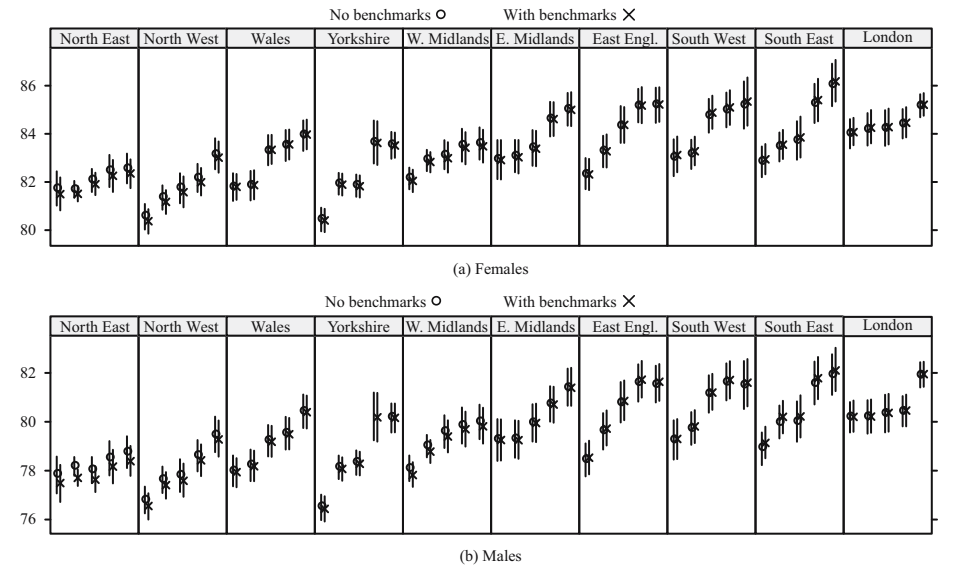 No benchmarks With benchmarks
North East North West Wales Yorkshire W. Midlands E. Midlands East Engl. South West South East London
86
84
82
80
(a) Females
No benchmarks With benchmarks
North East North West Wales Yorkshire W. Midlands E. Midlands East Engl. South West South East London
82
80
78
76
(b) Males